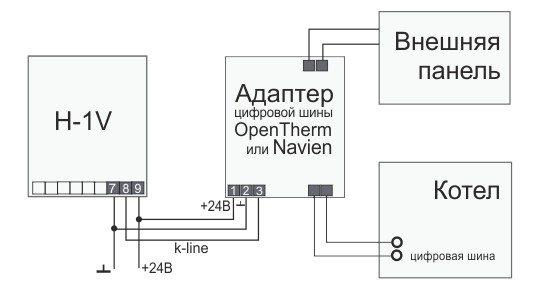 Внешняя
панель
H-1V
Адаптер
цифровой шины
OpenTherm
или Navien
Котел
7 8 9
1 2 3
+24В
k-line
цифровая шина
+24В